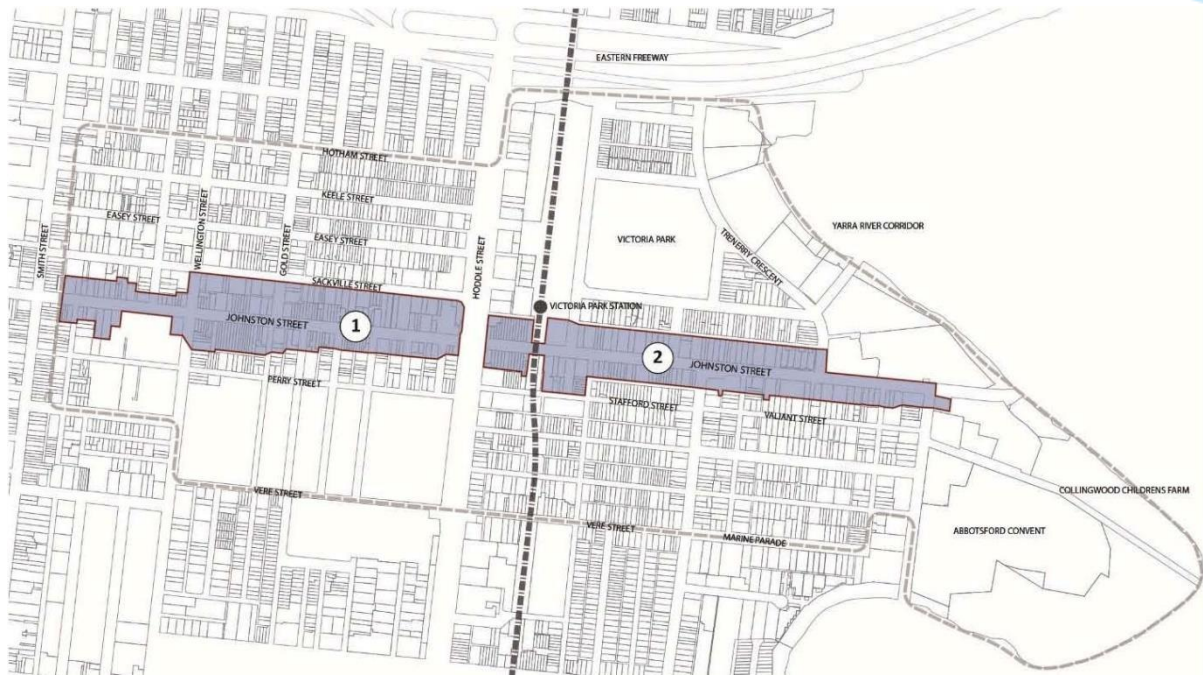 EASTERN FREEWAY
HOTHAM STREET
KEELE STREET
EASEY STREET
WELLINGTON STREET
GOLD STREET
EASEY STREET
HODDLE STREET
VICTORIA PARK
TRENERRY CRESCENT
YARRA RIVER CORRIDOR
SMITH STREET
SACKVILLE STREET
VICTORIA PARK STATION
JOHNSTON STREET
1
2
JOHNSTON STREET
PERRY STREET
STAFFORD STREET
VALIANT STREET
VERE STREET
COLLINGWOOD CHILDRENS FARM
VERE STREET
MARINE PARADE
ABBOTSFORD CONVENT